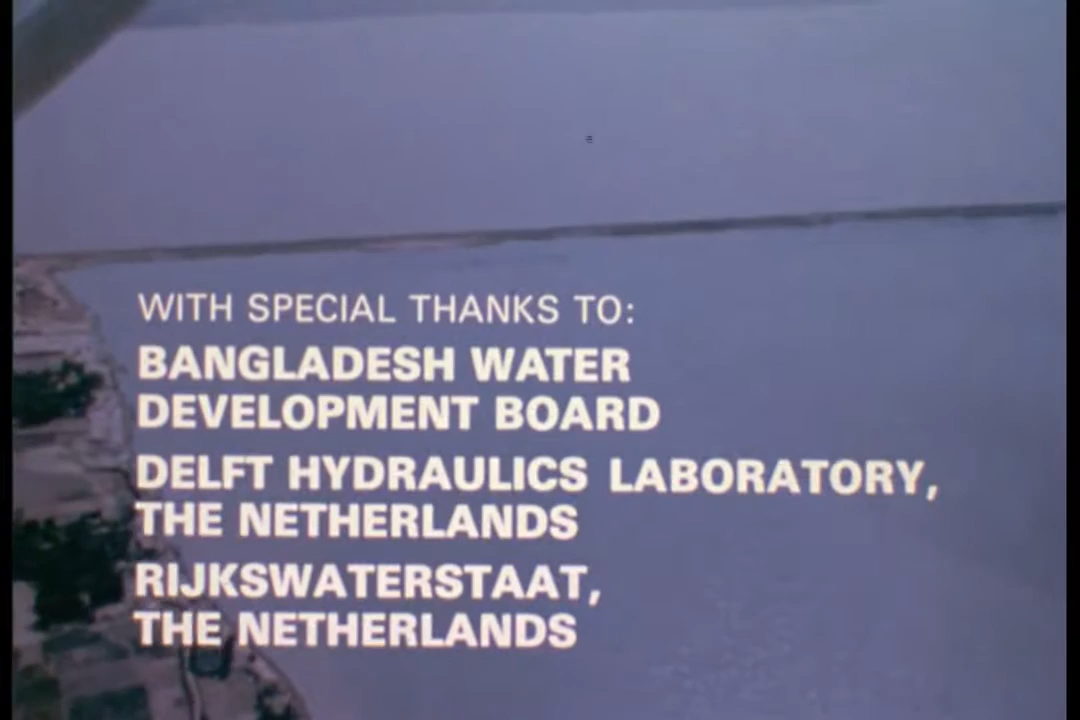 WITH SPECIAL THANKS TO:
BANGLADESH WATER
DEVELOPMENT BOARD
DELFT HYDRAULICS LABORATORY,
THE NETHERLANDS
RIJKSWATERSTAAT,
THE NETHERLANDS